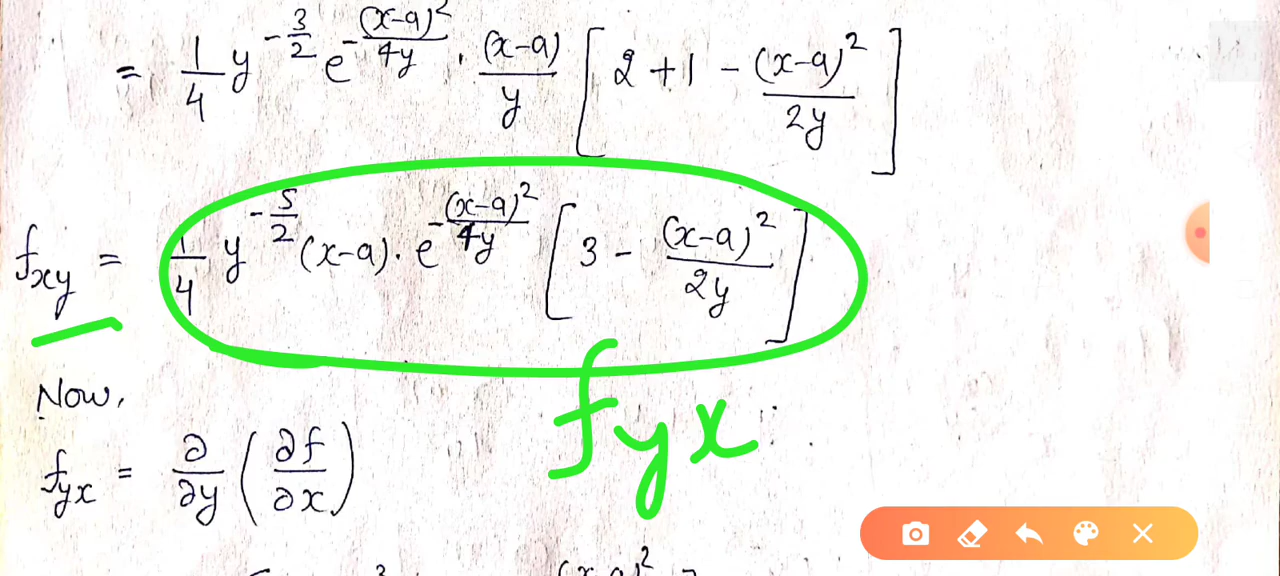 = 1/4 y^(-3/2) e^(-(x-a)²/4y) · (x-a)/y [ 2 + 1 - (x-a)²/2y ]
f_xy = 1/4 y^(-5/2) (x-a) · e^(-(x-a)²/4y) [ 3 - (x-a)²/2y ]
fyx
Now,
f_yx = ∂/∂y ( ∂f/∂x )